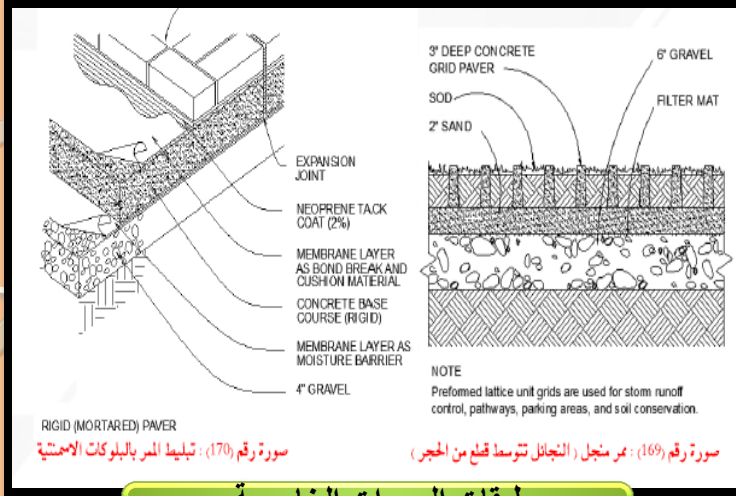 EXPANSION
JOINT
NEOPRENE TACK
COAT (2%)
MEMBRANE LAYER
AS BOND BREAK AND
CUSHION MATERIAL
CONCRETE BASE
COURSE (RIGID)
MEMBRANE LAYER AS
MOISTURE BARRIER
4" GRAVEL
RIGID (MORTARED) PAVER
صورة رقم (170) : تبليط الممر بالبلوكات الاسمنتية
3" DEEP CONCRETE
GRID PAVER
SOD
2" SAND
6" GRAVEL
FILTER MAT
NOTE
Preformed lattice unit grids are used for storm runoff
control, pathways, parking areas, and soil conservation.
صورة رقم (169) : ممر منجل ( النجائل تتوسط قطع من الحجر )